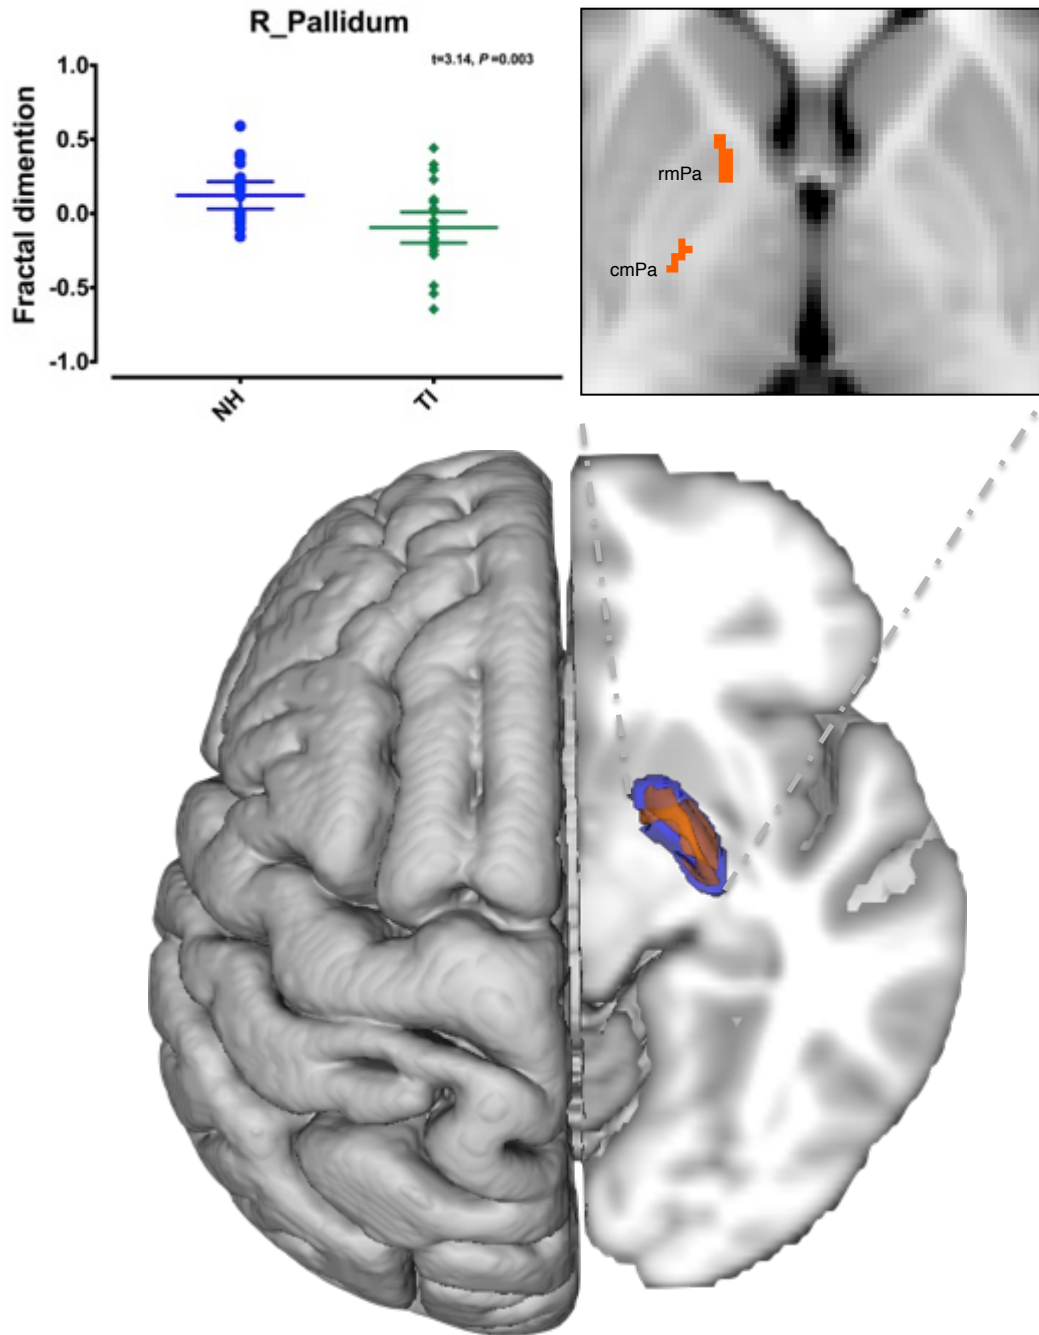 R_Pallidum
t=3.14, P=0.003
Fractal dimention
1.0
0.5
0.0
-0.5
-1.0
NH
TI
rmPa
cmPa